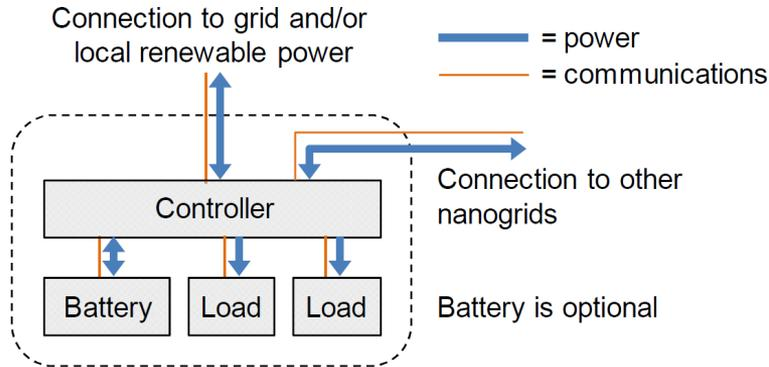 Connection to grid and/or
local renewable power
= power
= communications
Connection to other
nanogrids
Controller
Battery
Load
Load
Battery is optional